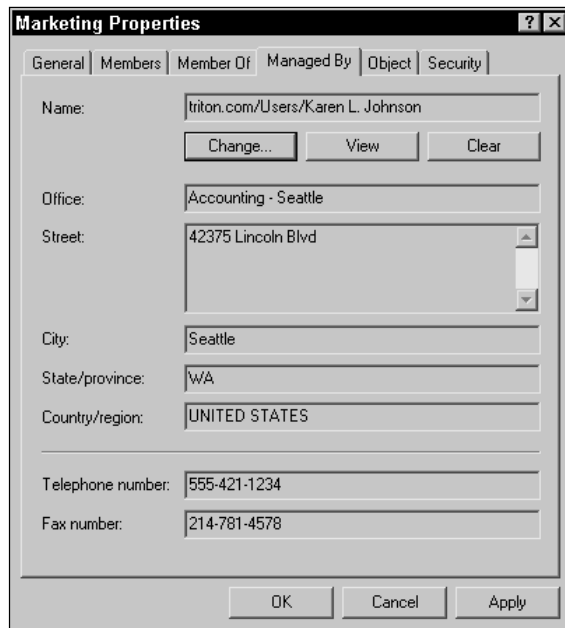 Marketing Properties
General Members Member Of Managed By Object Security
Name: triton.com/Users/Karen L. Johnson
Change... View Clear
Office: Accounting - Seattle
Street: 42375 Lincoln Blvd
City: Seattle
State/province: WA
Country/region: UNITED STATES
Telephone number: 555-421-1234
Fax number: 214-781-4578
OK Cancel Apply